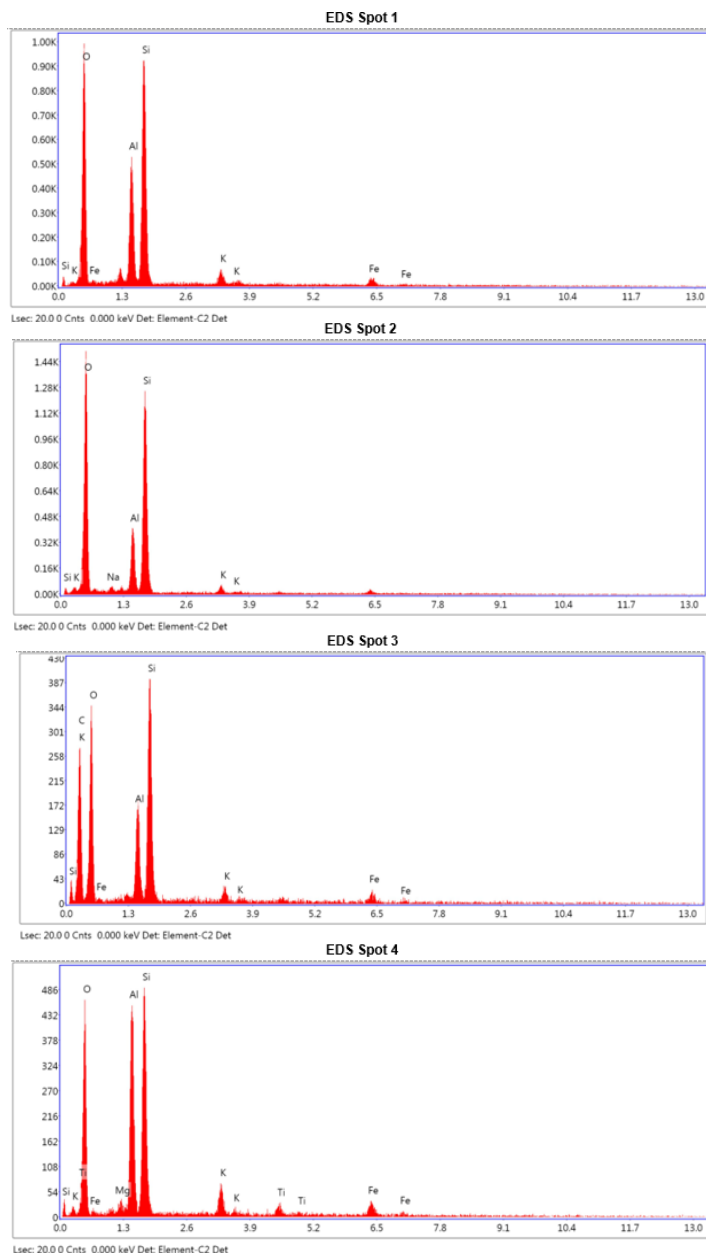 EDS Spot 1
1.00K
0.90K
0.80K
0.70K
0.60K
0.50K
0.40K
0.30K
0.20K
0.10K
0.00K
O
Si
Al
Si
K
Fe
K
K
Fe
Fe
0.0 1.3 2.6 3.9 5.2 6.5 7.8 9.1 10.4 11.7 13.0
Lsec: 20.0 0 Cnts 0.000 keV Det: Element-C2 Det
EDS Spot 2
1.44K
1.28K
1.12K
0.96K
0.80K
0.64K
0.48K
0.32K
0.16K
0.00K
O
Si
Al
Si K
Na
K
K
0.0 1.3 2.6 3.9 5.2 6.5 7.8 9.1 10.4 11.7 13.0
Lsec: 20.0 0 Cnts 0.000 keV Det: Element-C2 Det
EDS Spot 3
430
387
344
301
258
215
172
129
86
43
0
Si
O
C
K
Al
Si
Fe
K
K
Fe
Fe
0.0 1.3 2.6 3.9 5.2 6.5 7.8 9.1 10.4 11.7 13.0
Lsec: 20.0 0 Cnts 0.000 keV Det: Element-C2 Det
EDS Spot 4
486
432
378
324
270
216
162
108
54
0
Si
O
Al
Ti
Si
K
Fe
Mg
K
K
Ti
Ti
Fe
Fe
0.0 1.3 2.6 3.9 5.2 6.5 7.8 9.1 10.4 11.7 13.0
Lsec: 20.0 0 Cnts 0.000 keV Det: Element-C2 Det